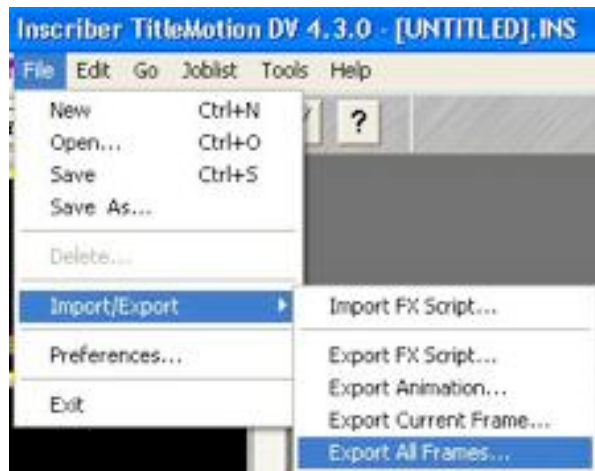 Inscriber TitleMotion DV 4.3.0 - [UNTITLED].INS
File Edit Go Joblist Tools Help
New Ctrl+N
?
Open... Ctrl+O
Save Ctrl+S
Save As...
Delete...
Import/Export
Import FX Script...
Preferences...
Export FX Script...
Export Animation...
Exit
Export Current Frame...
Export All Frames...